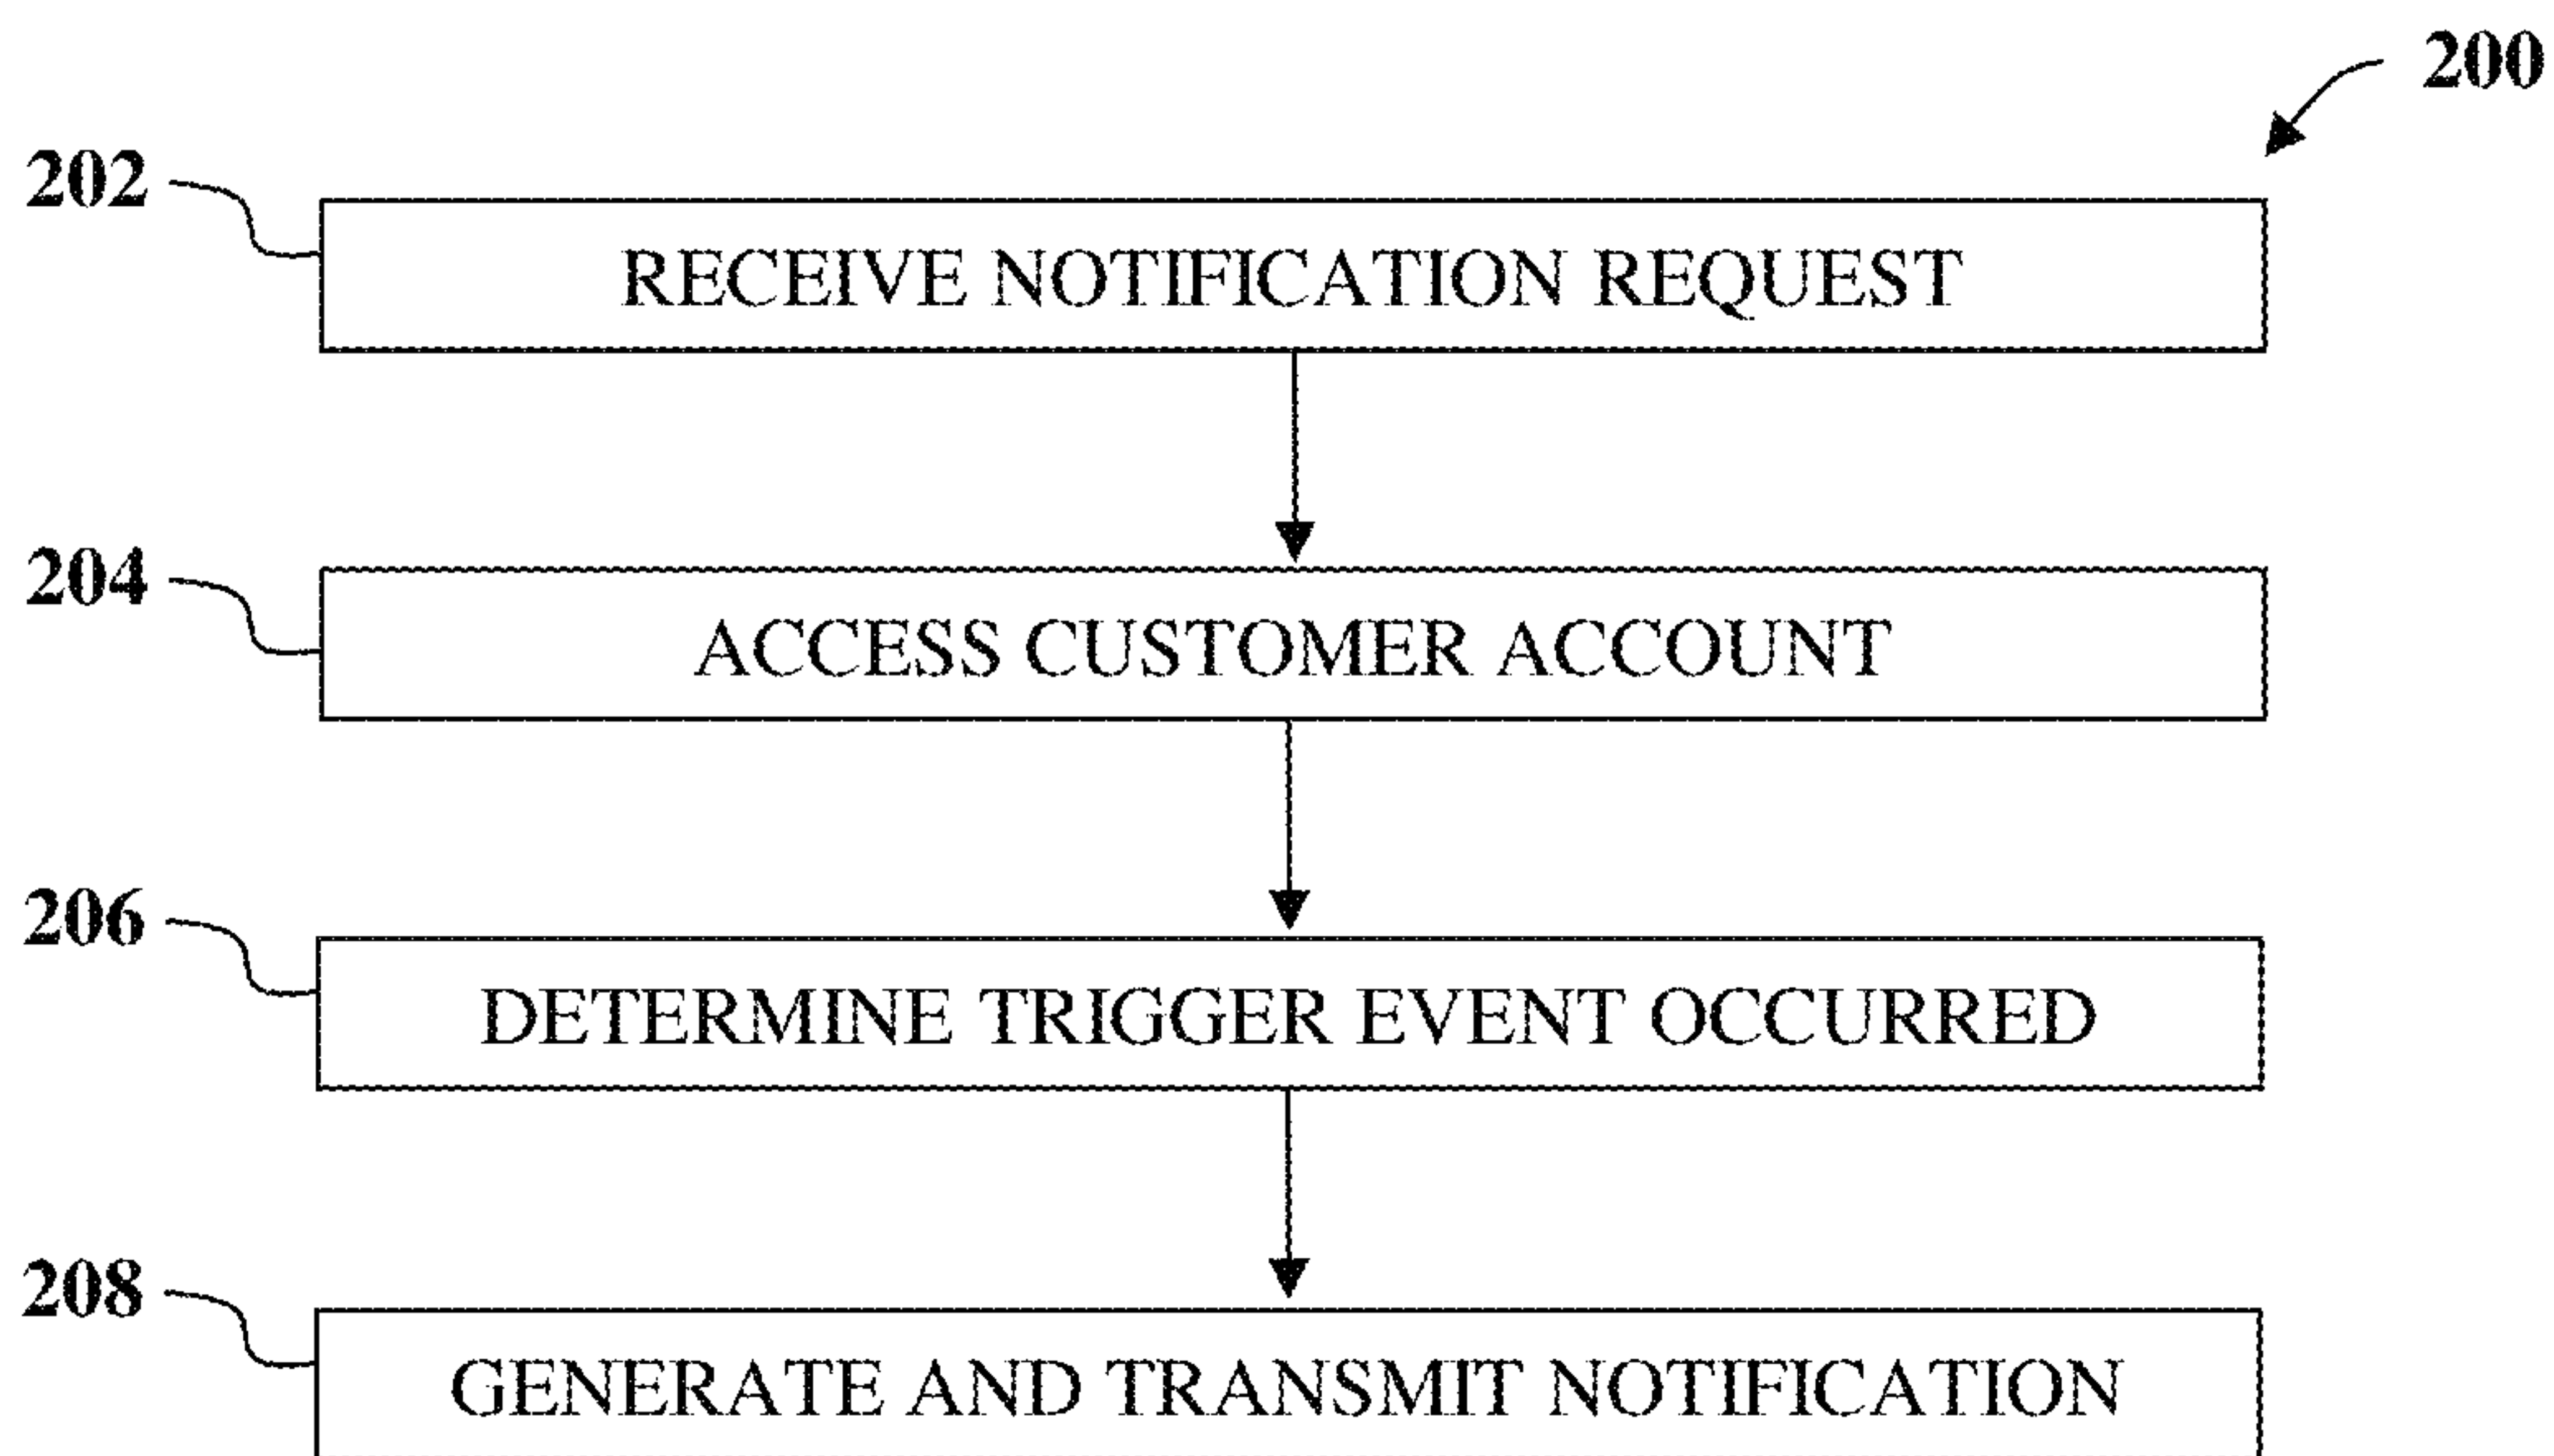 200
202
RECEIVE NOTIFICATION REQUEST
204
ACCESS CUSTOMER ACCOUNT
206
DETERMINE TRIGGER EVENT OCCURRED
208
GENERATE AND TRANSMIT NOTIFICATION